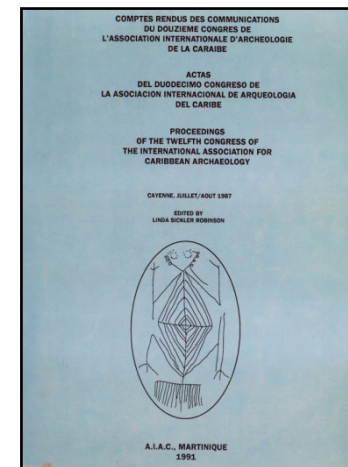 COMPTES RENDUS DES COMMUNICATIONS
DU DOUZIEME CONGRES DE
L'ASSOCIATION INTERNATIONALE D'ARCHEOLOGIE
DE LA CARAIBE
ACTAS
DEL DUODECIMO CONGRESO DE
LA ASOCIACION INTERNACIONAL DE ARQUEOLOGIA
DEL CARIBE
PROCEEDINGS
OF THE TWELFTH CONGRESS OF
THE INTERNATIONAL ASSOCIATION FOR
CARIBBEAN ARCHAEOLOGY
CAYENNE, JUILLET/AOUT 1987
EDITED BY
LINDA SICKLER ROBINSON
A.I.A.C., MARTINIQUE
1991